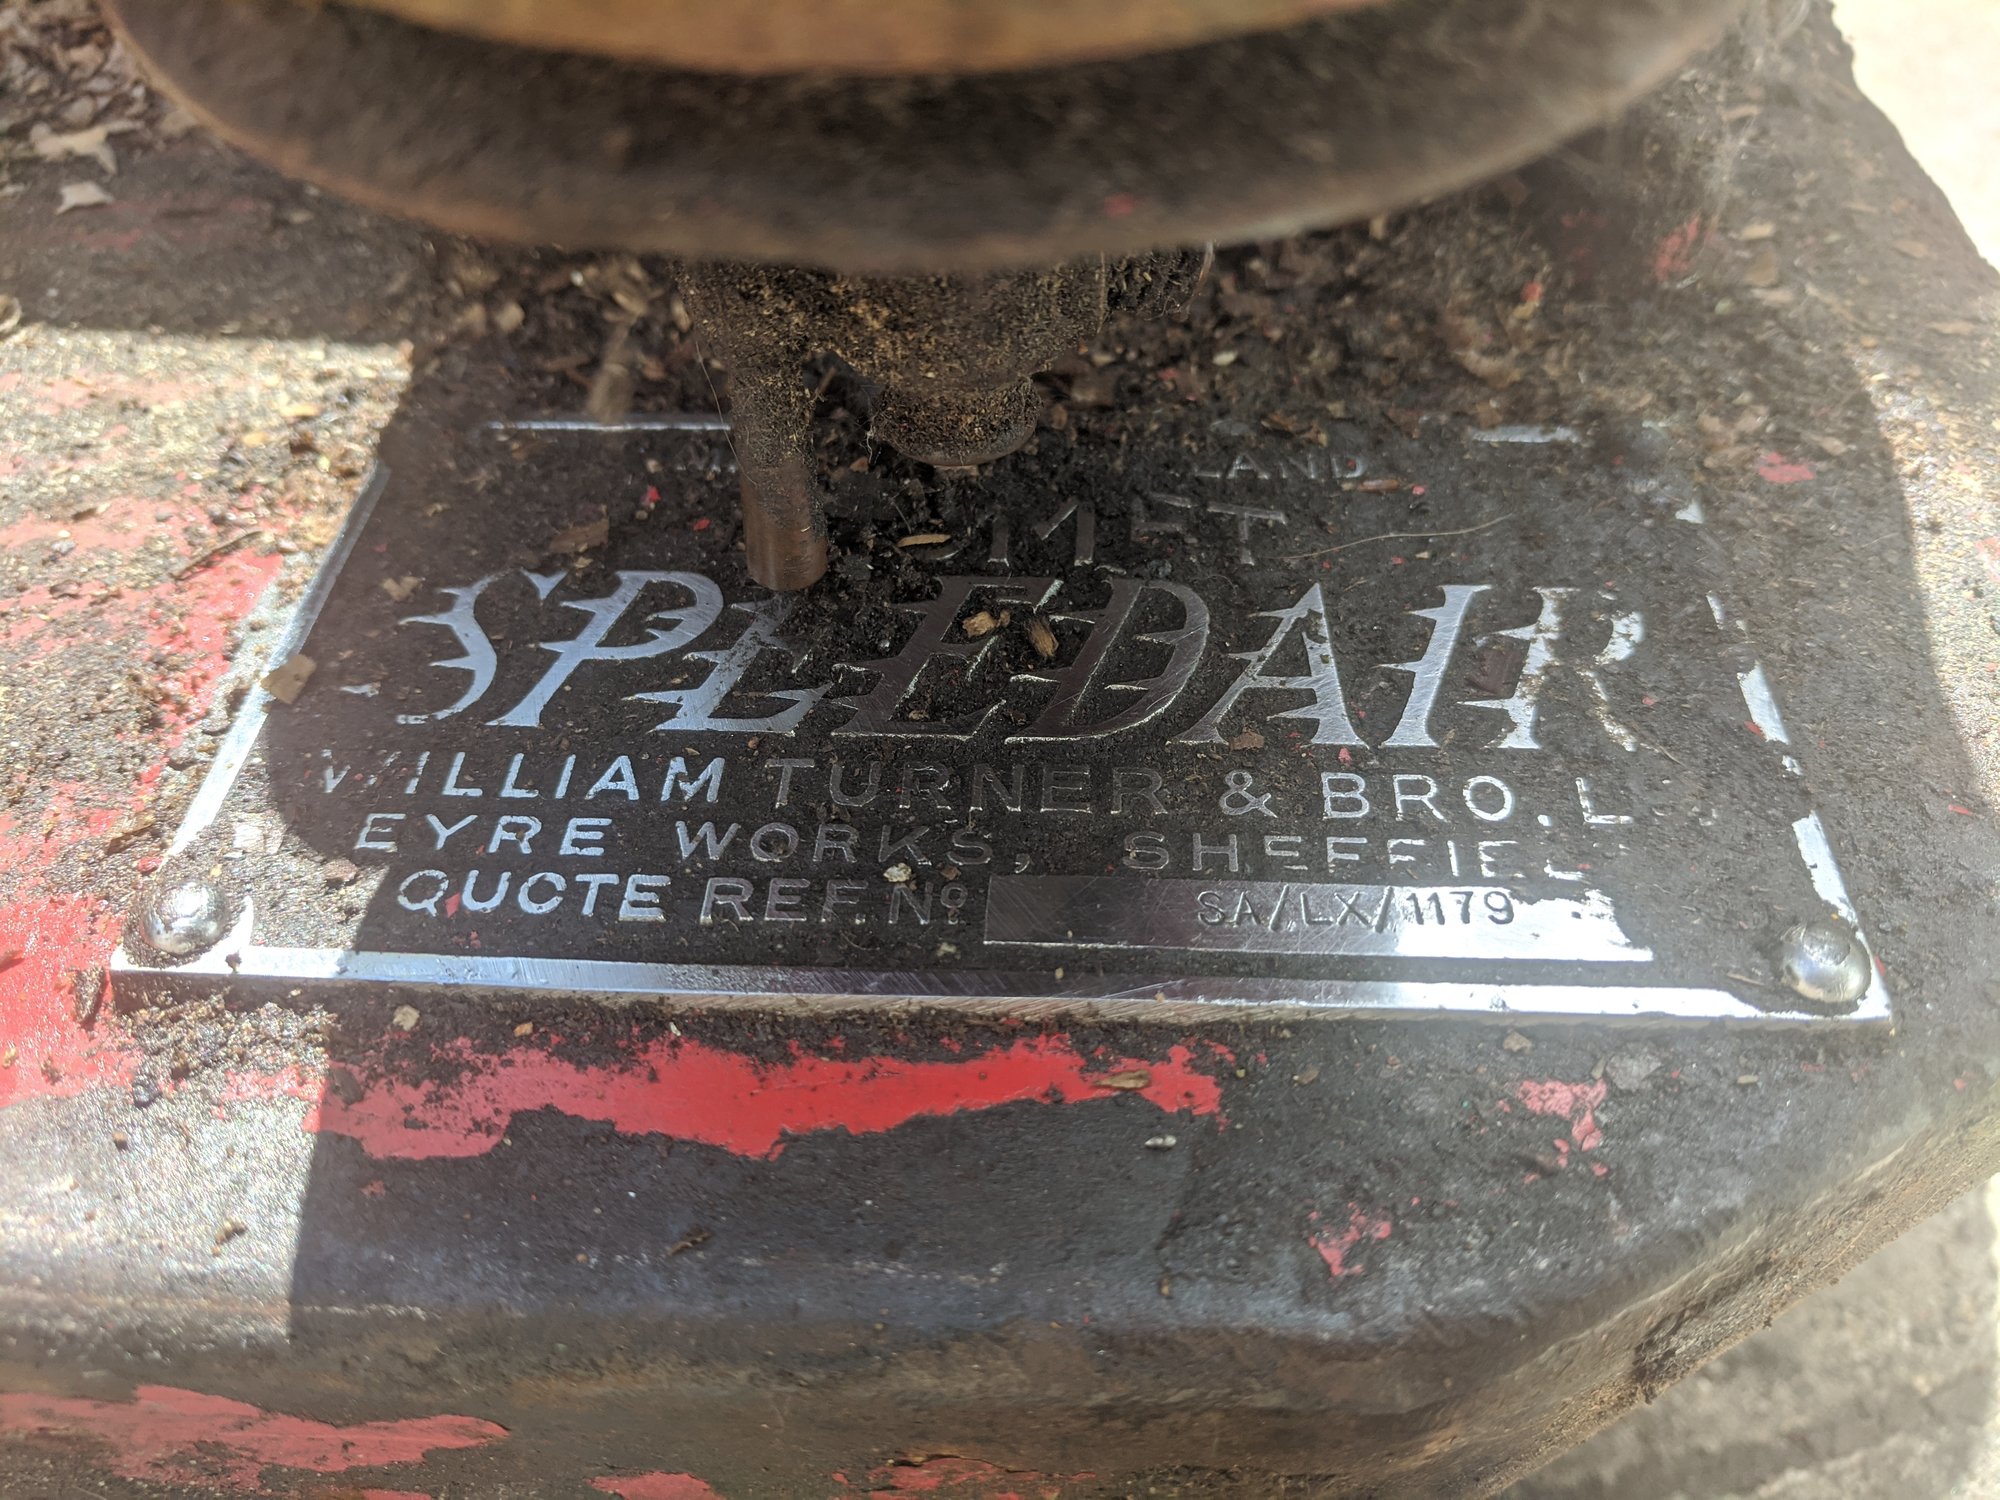 SPEEDAIR
WILLIAM TURNER & BRO. L
EYRE WORKS, SHEFFIEL
QUOTE REF. No SA/LX/1179